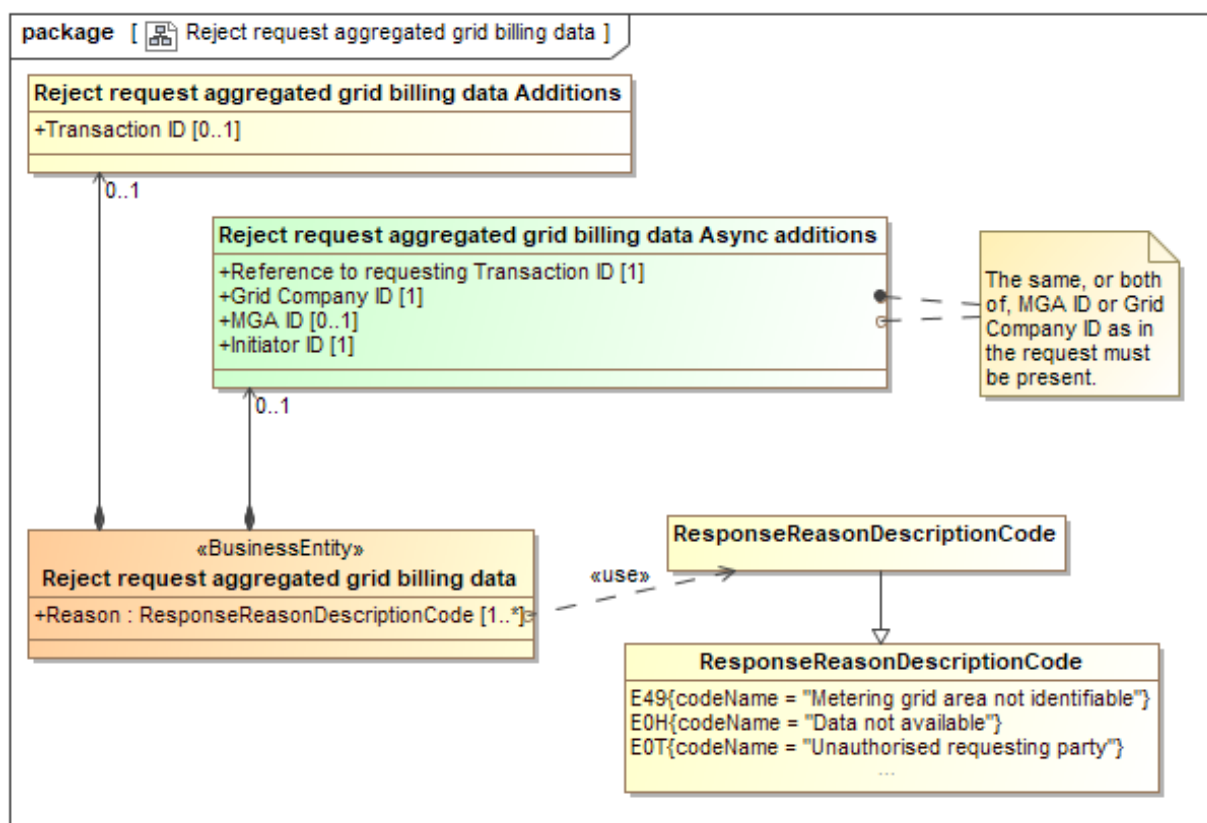 package [ Reject request aggregated grid billing data ]
Reject request aggregated grid billing data Additions
+Transaction ID [0..1]
0..1
Reject request aggregated grid billing data Async additions
+Reference to requesting Transaction ID [1]
+Grid Company ID [1]
+MGA ID [0..1]
+Initiator ID [1]
The same, or both
of, MGA ID or Grid
Company ID as in
the request must
be present.
0..1
«BusinessEntity»
Reject request aggregated grid billing data
+Reason : ResponseReasonDescriptionCode [1..*]
«use»
ResponseReasonDescriptionCode
ResponseReasonDescriptionCode
E49{codeName = "Metering grid area not identifiable"}
E0H{codeName = "Data not available"}
E0T{codeName = "Unauthorised requesting party"}
...